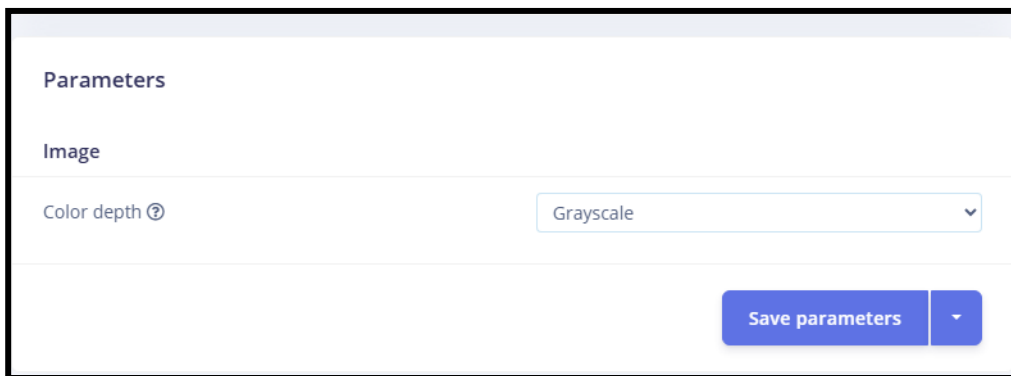 Parameters
Image
Color depth
Grayscale
Save parameters